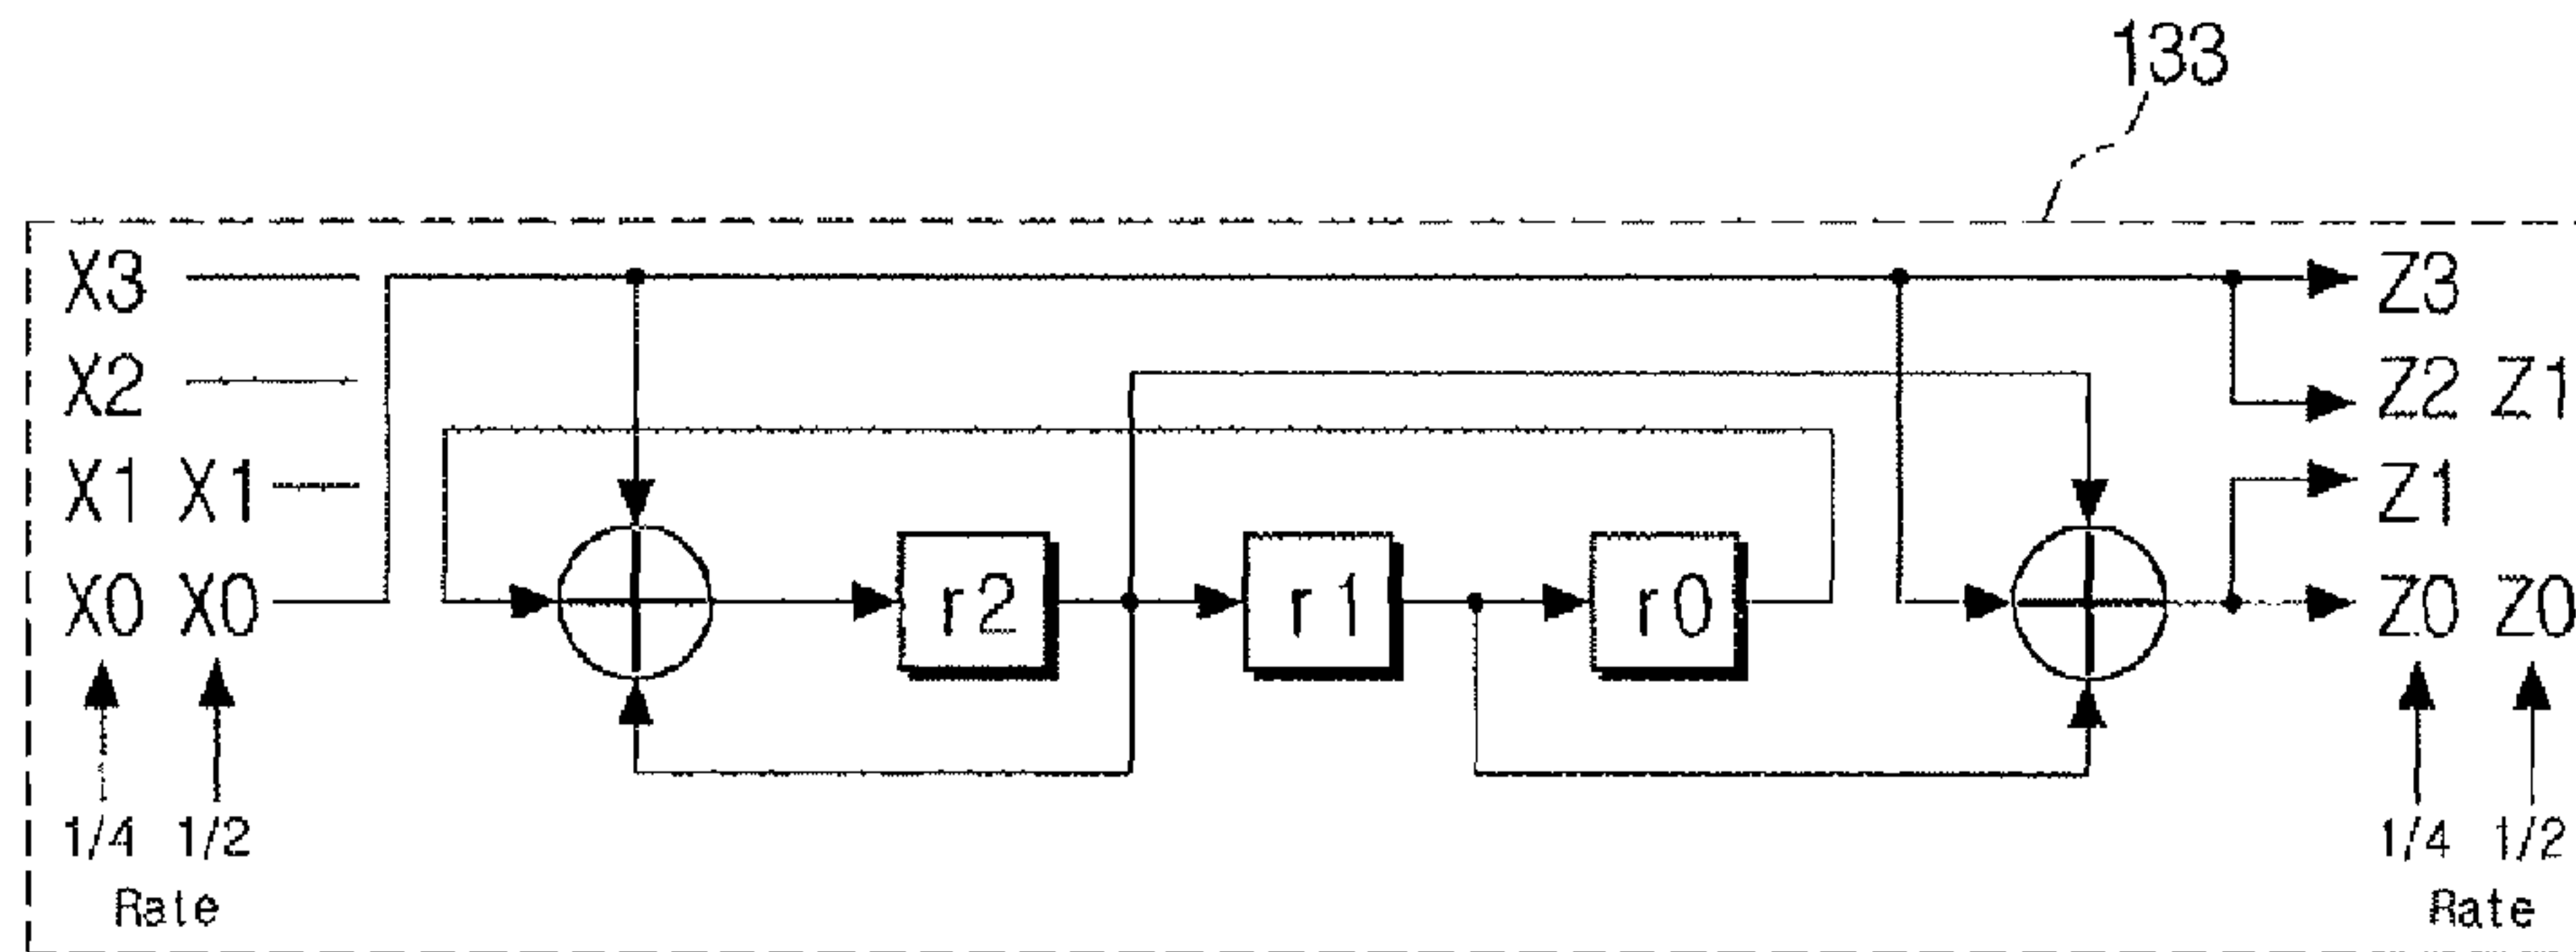 133
X3 Z3
X2 Z2 Z1
X1 X1 Z1
X0 X0 r2 r1 r0 Z0 Z0
1/4 1/2 1/4 1/2
Rate Rate